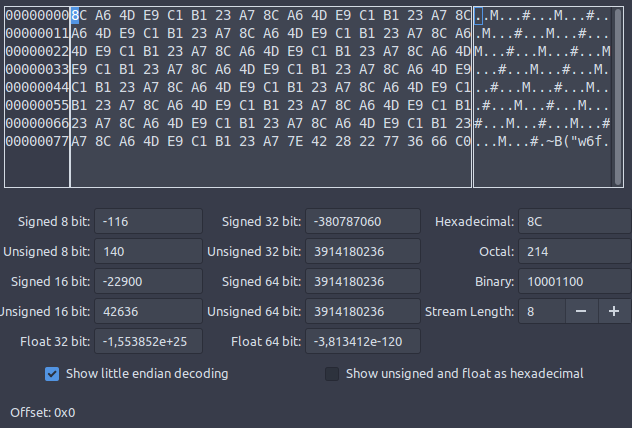 00000000 8C A6 4D E9 C1 B1 23 A7 8C A6 4D E9 C1 B1 23 A7 8C ..M...#...M...#..
00000011 A6 4D E9 C1 B1 23 A7 8C A6 4D E9 C1 B1 23 A7 8C A6 .M...#...M...#...
00000022 4D E9 C1 B1 23 A7 8C A6 4D E9 C1 B1 23 A7 8C A6 4D M...#...M...#...M
00000033 E9 C1 B1 23 A7 8C A6 4D E9 C1 B1 23 A7 8C A6 4D E9 ...#...M...#...M.
00000044 C1 B1 23 A7 8C A6 4D E9 C1 B1 23 A7 8C A6 4D E9 C1 ..#...M...#...M..
00000055 B1 23 A7 8C A6 4D E9 C1 B1 23 A7 8C A6 4D E9 C1 B1 .#...M...#...M...
00000066 23 A7 8C A6 4D E9 C1 B1 23 A7 8C A6 4D E9 C1 B1 23 #...M...#...M...#
00000077 A7 8C A6 4D E9 C1 B1 23 A7 7E 42 28 22 77 36 66 C0 ...M...#.~B("w6f.
Signed 8 bit: -116 Signed 32 bit: -380787060 Hexadecimal: 8C
Unsigned 8 bit: 140 Unsigned 32 bit: 3914180236 Octal: 214
Signed 16 bit: -22900 Signed 64 bit: 3914180236 Binary: 10001100
Unsigned 16 bit: 42636 Unsigned 64 bit: 3914180236 Stream Length: 8 − +
Float 32 bit: -1,553852e+25 Float 64 bit: -3,813412e-120
Show little endian decoding Show unsigned and float as hexadecimal
Offset: 0x0